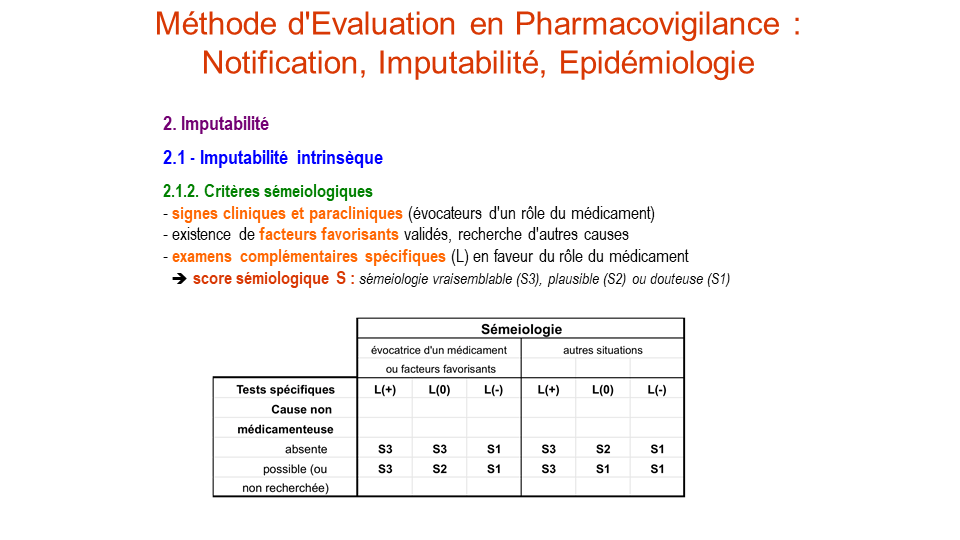 Méthode d'Evaluation en Pharmacovigilance :
Notification, Imputabilité, Epidémiologie
2. Imputabilité
2.1 - Imputabilité intrinsèque
2.1.2. Critères sémeiologiques
- signes cliniques et paracliniques (évocateurs d'un rôle du médicament)
- existence de facteurs favorisants validés, recherche d'autres causes
- examens complémentaires spécifiques (L) en faveur du rôle du médicament
➔ score sémiologique S : sémeiologie vraisemblable (S3), plausible (S2) ou douteuse (S1)
Sémeiologie
évocatrice d'un médicament autres situations
ou facteurs favorisants
Tests spécifiques L(+) L(0) L(-) L(+) L(0) L(-)
Cause non
médicamenteuse
absente S3 S3 S1 S3 S2 S1
possible (ou S3 S2 S1 S3 S1 S1
non recherchée)